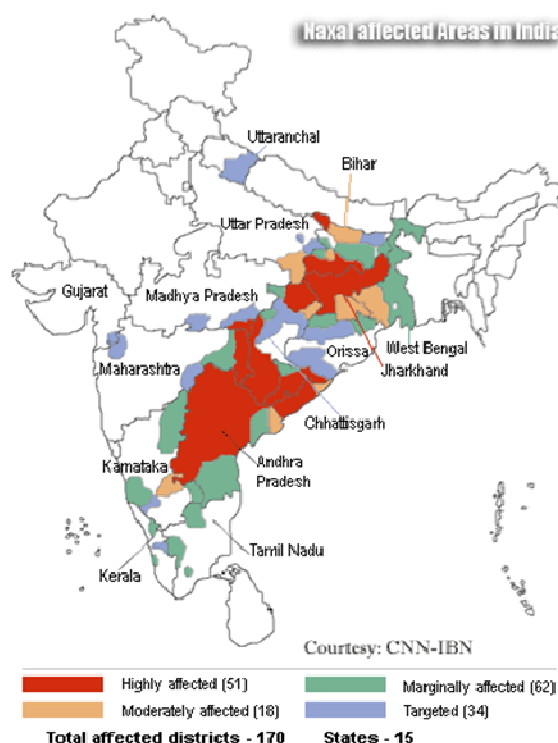 Naxal affected Areas in India
Uttaranchal
Bihar
Uttar Pradesh
Gujarat
Madhya Pradesh
West Bengal
Orissa
Jharkhand
Maharashtra
Chhattisgarh
Karnataka
Andhra
Pradesh
Tamil Nadu
Kerala
Courtesy: CNN-IBN
Highly affected (51)
Marginally affected (62)
Moderately affected (18)
Targeted (34)
Total affected districts - 170 States - 15